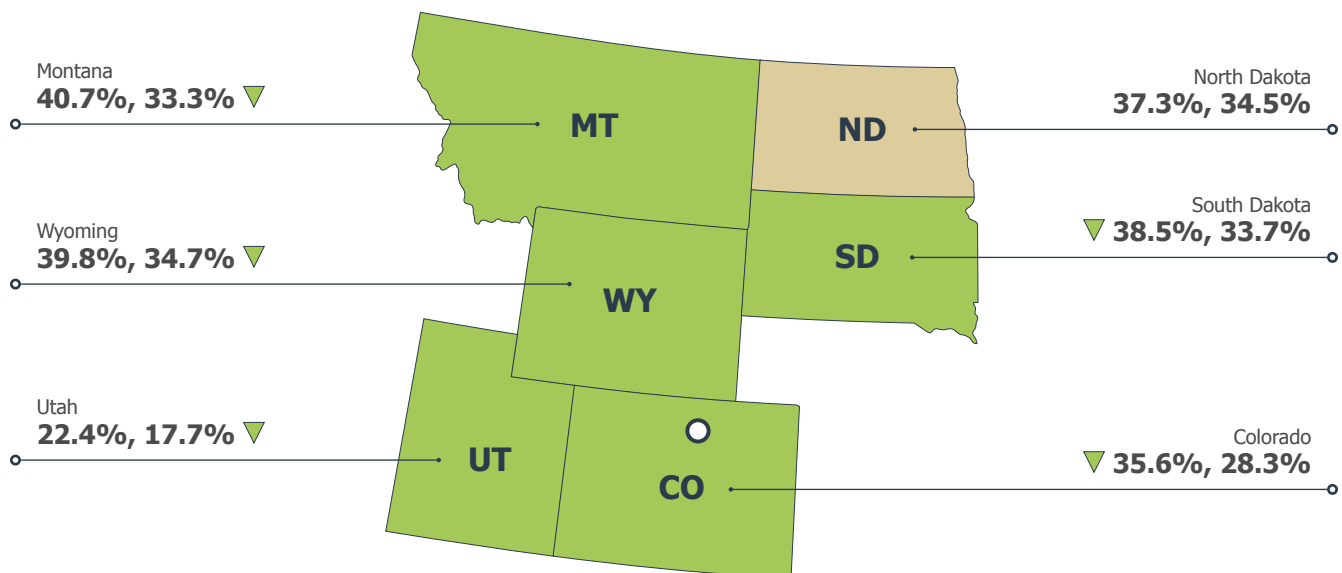 Montana
40.7%, 33.3%
North Dakota
37.3%, 34.5%
MT
ND
South Dakota
38.5%, 33.7%
Wyoming
39.8%, 34.7%
SD
WY
Utah
22.4%, 17.7%
Colorado
35.6%, 28.3%
UT
CO